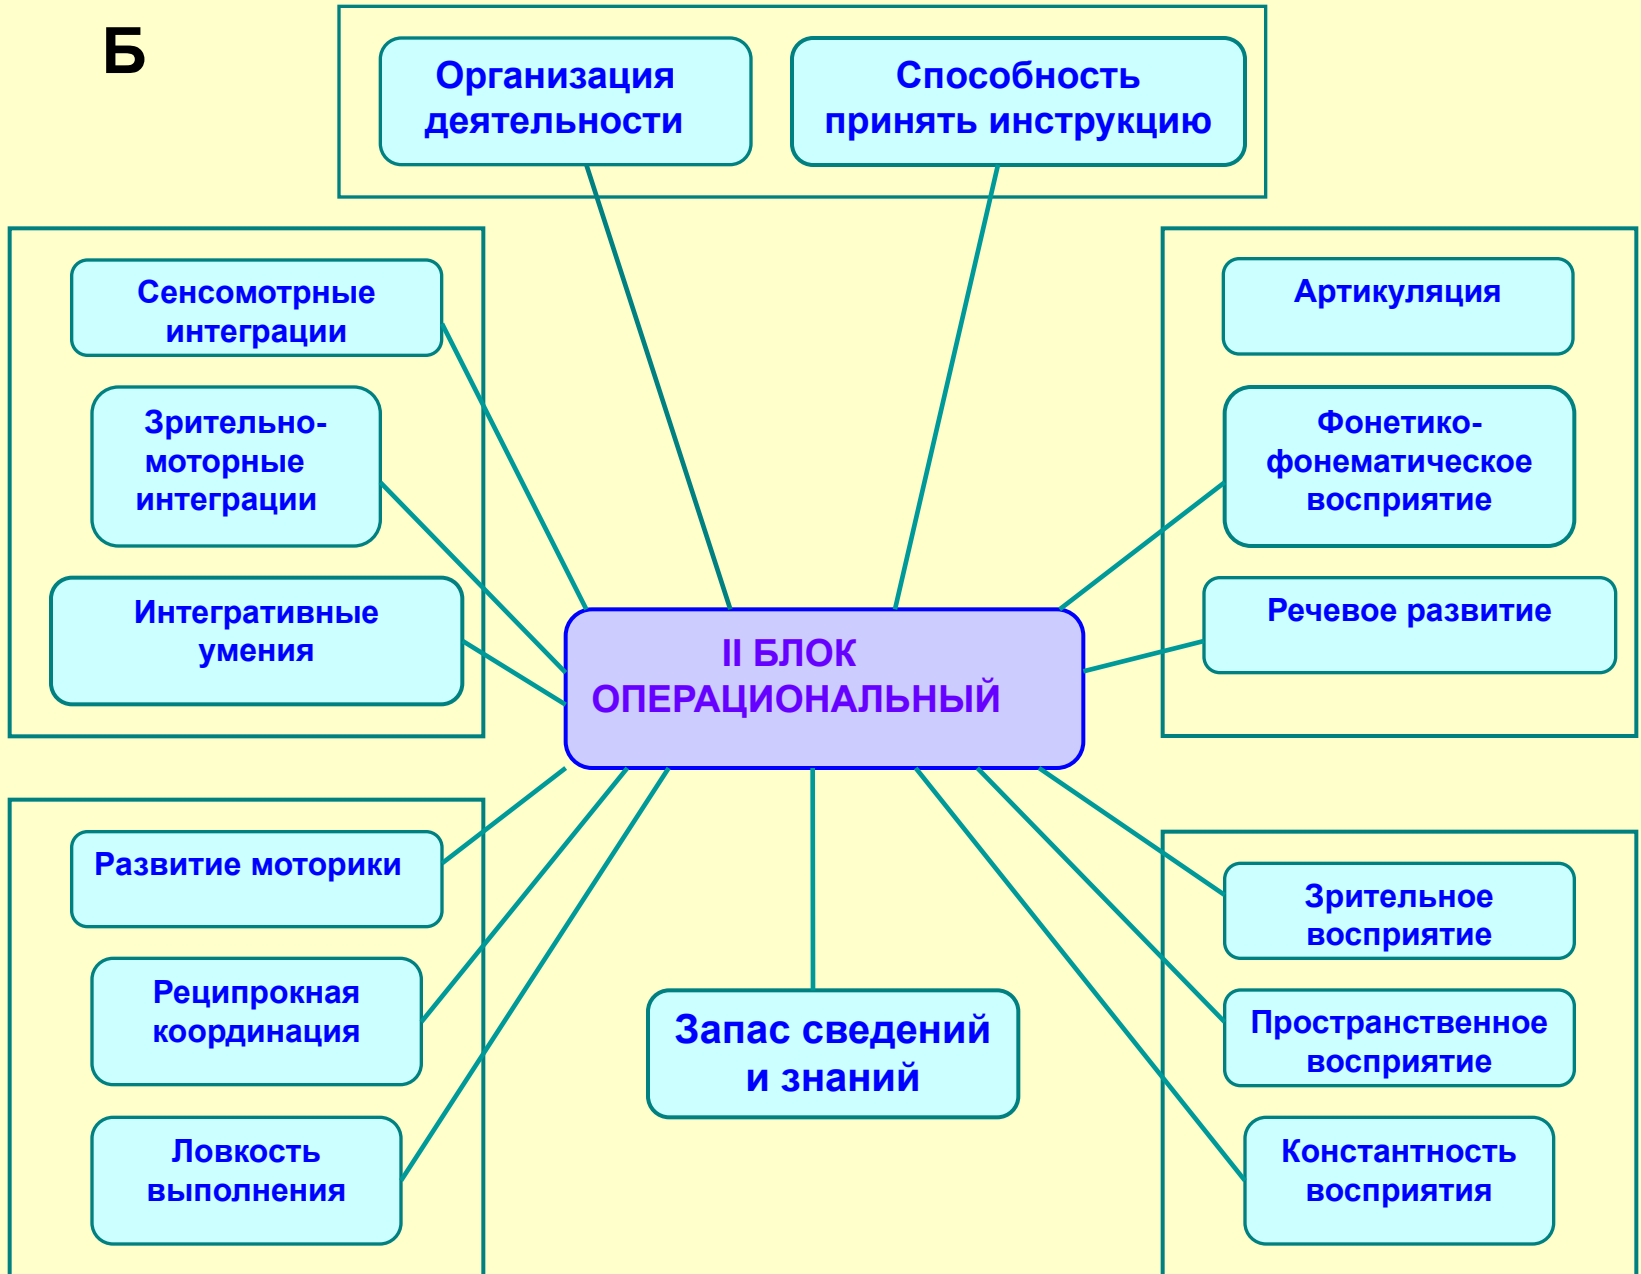 Б
Организация
деятельности
Способность
принять инструкцию
Сенсомотрные
интеграции
Зрительно-
моторные
интеграции
Интегративные
умения
Артикуляция
Фонетико-
фонематическое
восприятие
Речевое развитие
II БЛОК
ОПЕРАЦИОНАЛЬНЫЙ
Развитие моторики
Реципрокная
координация
Ловкость
выполнения
Запас сведений
и знаний
Зрительное
восприятие
Пространственное
восприятие
Константность
восприятия